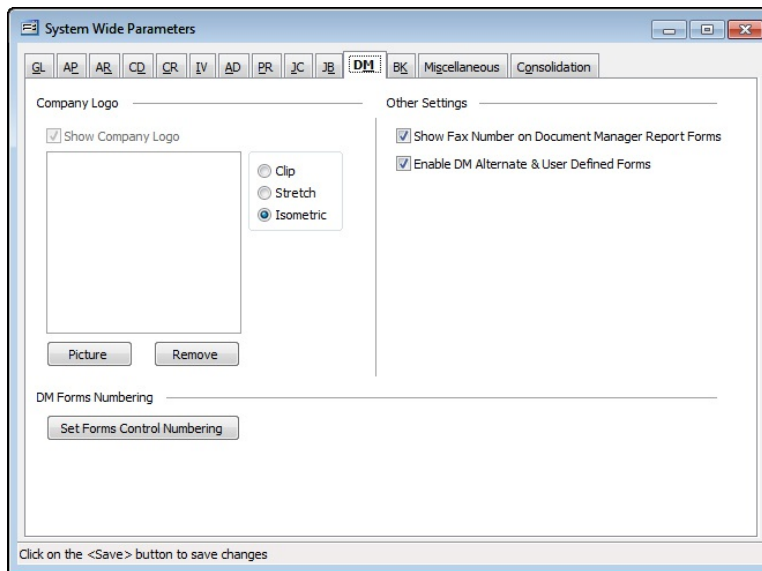 System Wide Parameters
GL AP AR CD CR IV AD PR JC JB DM BK Miscellaneous Consolidation
Company Logo
Show Company Logo
Clip
Stretch
Isometric
Picture Remove
Other Settings
Show Fax Number on Document Manager Report Forms
Enable DM Alternate & User Defined Forms
DM Forms Numbering
Set Forms Control Numbering
Click on the <Save> button to save changes